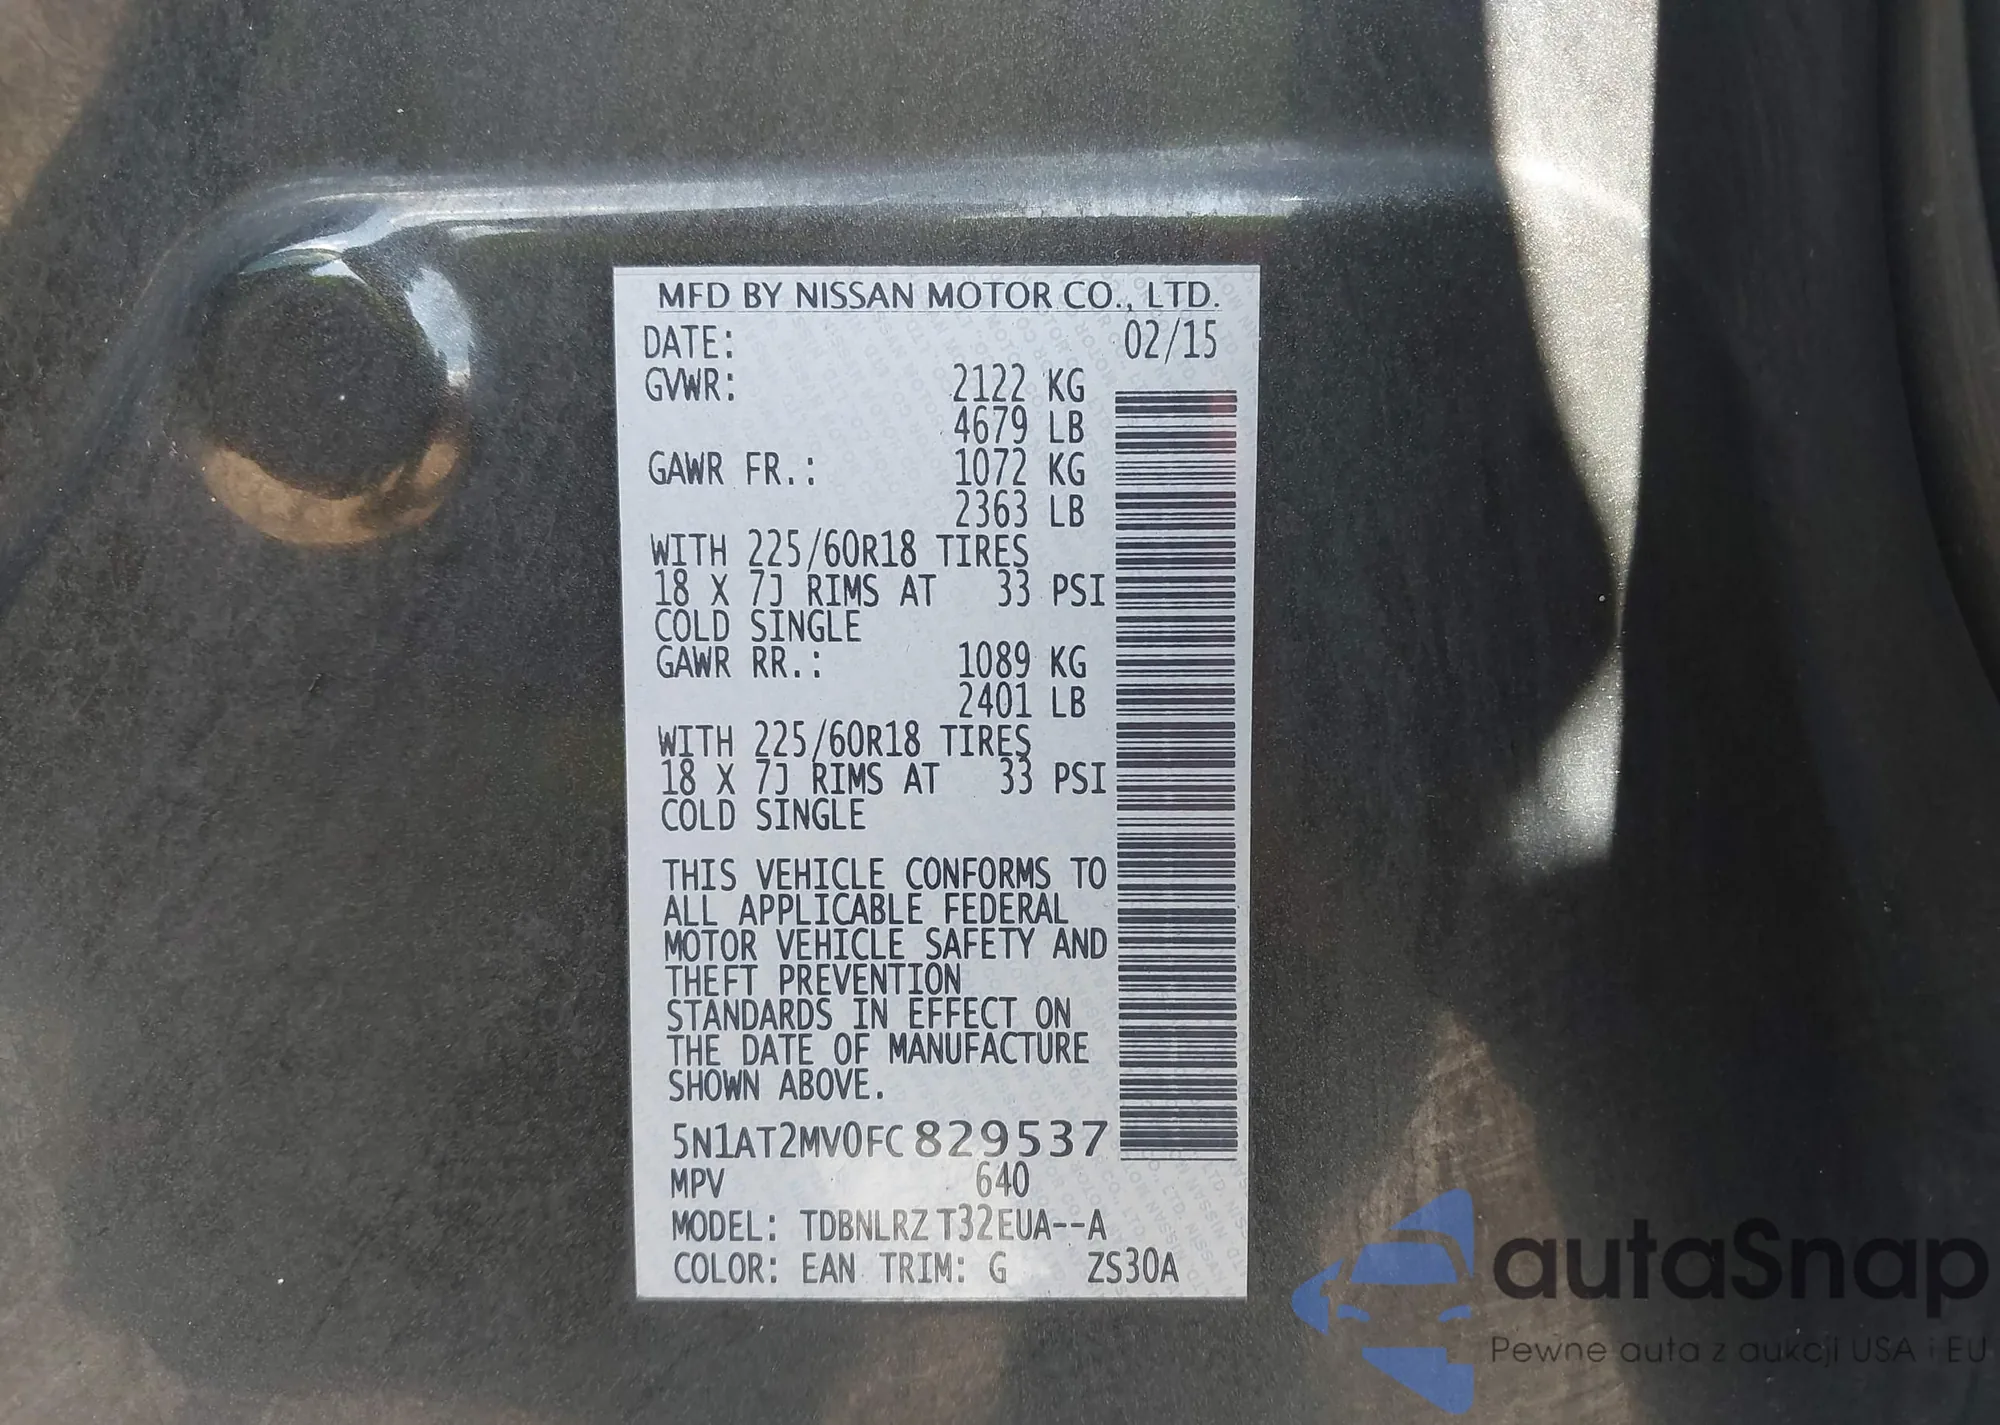 MFD BY NISSAN MOTOR CO., LTD.
DATE: 02/15
GVWR: 2122 KG
4679 LB
GAWR FR.: 1072 KG
2363 LB
WITH 225/60R18 TIRES
18 X 7J RIMS AT 33 PSI
COLD SINGLE
GAWR RR.: 1089 KG
2401 LB
WITH 225/60R18 TIRES
18 X 7J RIMS AT 33 PSI
COLD SINGLE
THIS VEHICLE CONFORMS TO
ALL APPLICABLE FEDERAL
MOTOR VEHICLE SAFETY AND
THEFT PREVENTION
STANDARDS IN EFFECT ON
THE DATE OF MANUFACTURE
SHOWN ABOVE.
5N1AT2MV0FC829537
MPV 640
MODEL: TDBNLRZ T32EUA--A
COLOR: EAN TRIM: G ZS30A
autoSnap
Pewne auta z aukcji USA i EU